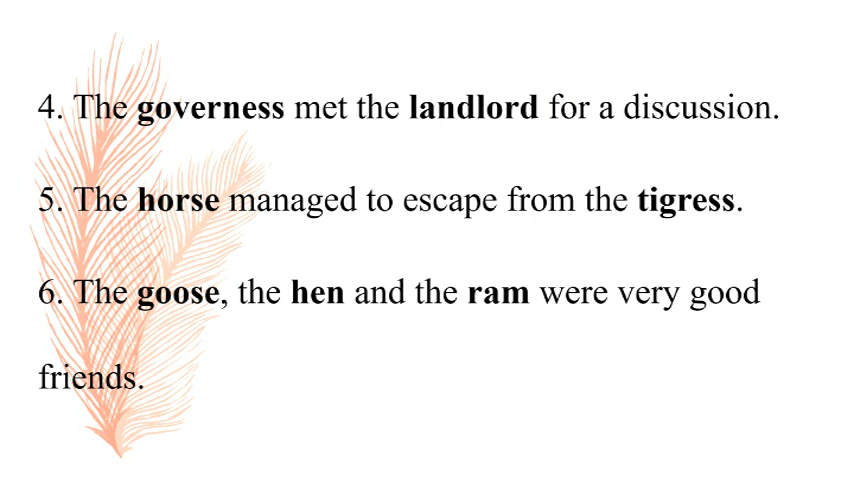 4. The governess met the landlord for a discussion.
5. The horse managed to escape from the tigress.
6. The goose, the hen and the ram were very good
friends.